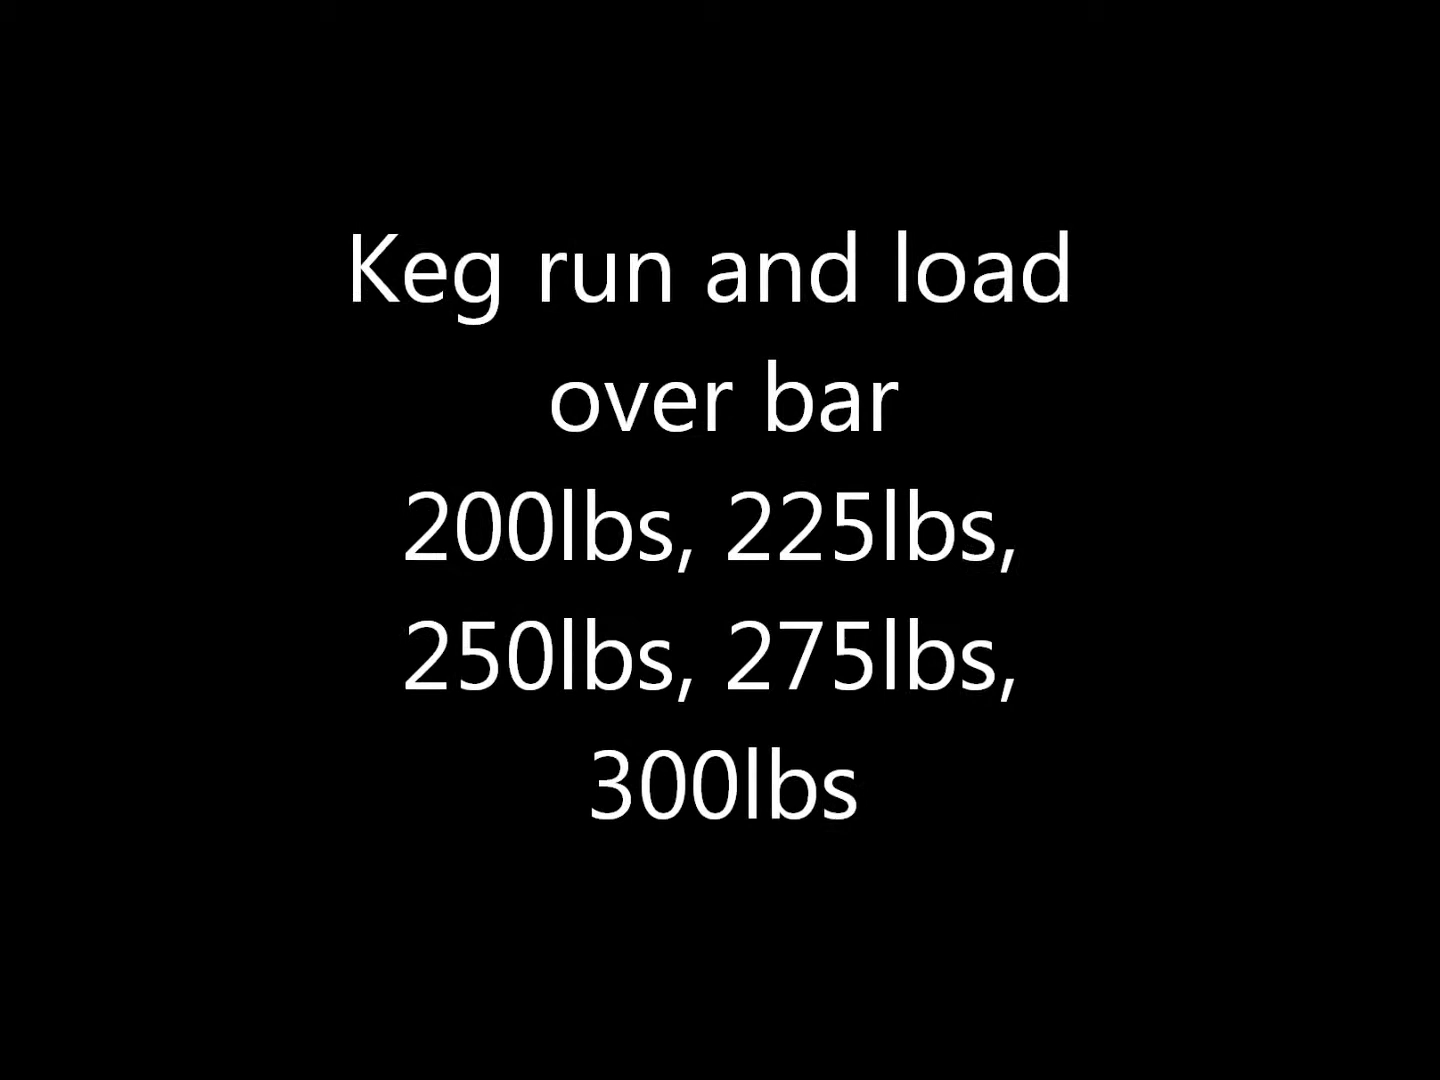 Keg run and load
over bar
200lbs, 225lbs,
250lbs, 275lbs,
300lbs